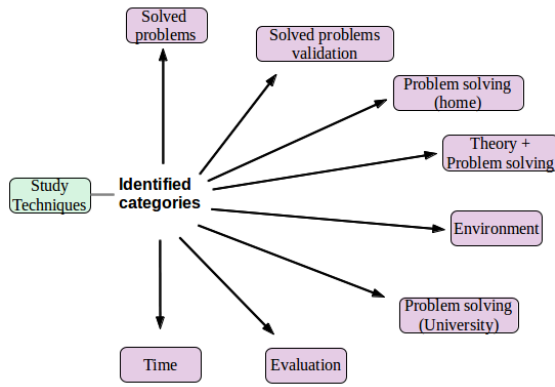 Solved
problems
Solved problems
validation
Problem solving
(home)
Theory +
Problem solving
Study
Techniques
Identified
categories
Environment
Problem solving
(University)
Time
Evaluation